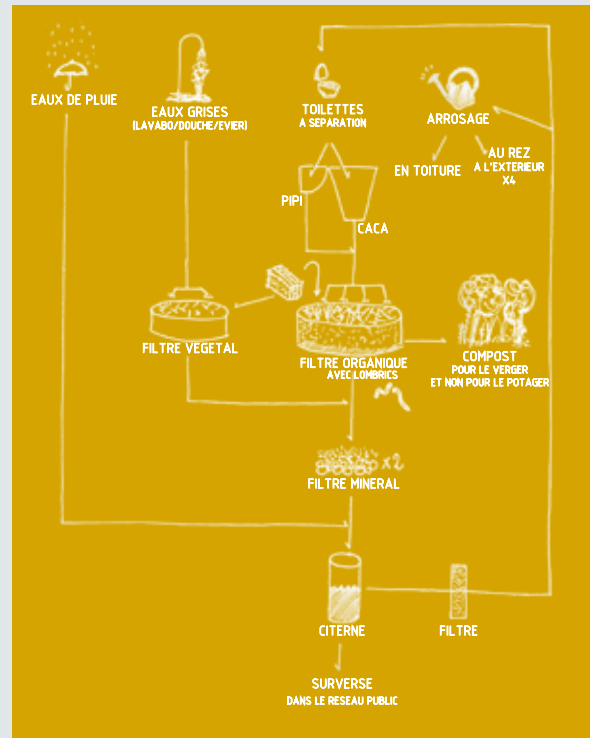 EAUX DE PLUIE
EAUX GRISES
(LAVABO/DOUCHE/EVIER)
TOILETTES
A SEPARATION
ARROSAGE
EN TOITURE
AU REZ
A L'EXTERIEUR
X4
PIPI
CACA
FILTRE VEGETAL
FILTRE ORGANIQUE
AVEC LOMBRICS
COMPOST
POUR LE VERGER
ET NON POUR LE POTAGER
x2
FILTRE MINERAL
CITERNE
FILTRE
SURVERSE
DANS LE RESEAU PUBLIC